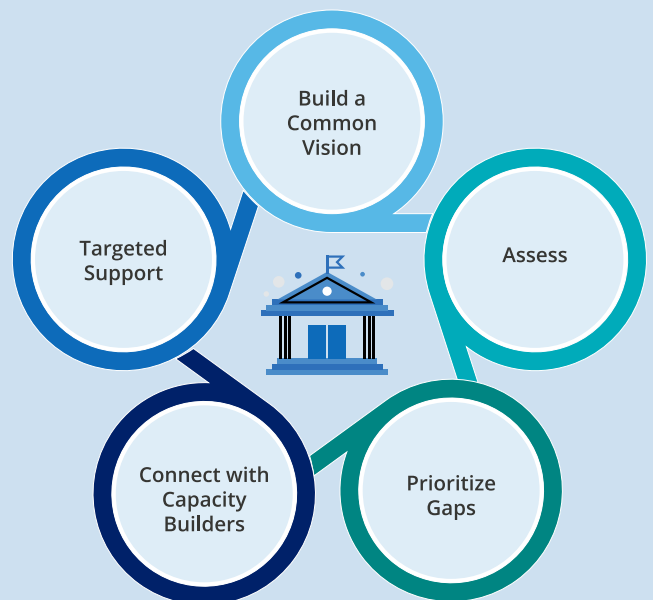 Build a
Common
Vision
Assess
Prioritize
Gaps
Connect with
Capacity
Builders
Targeted
Support